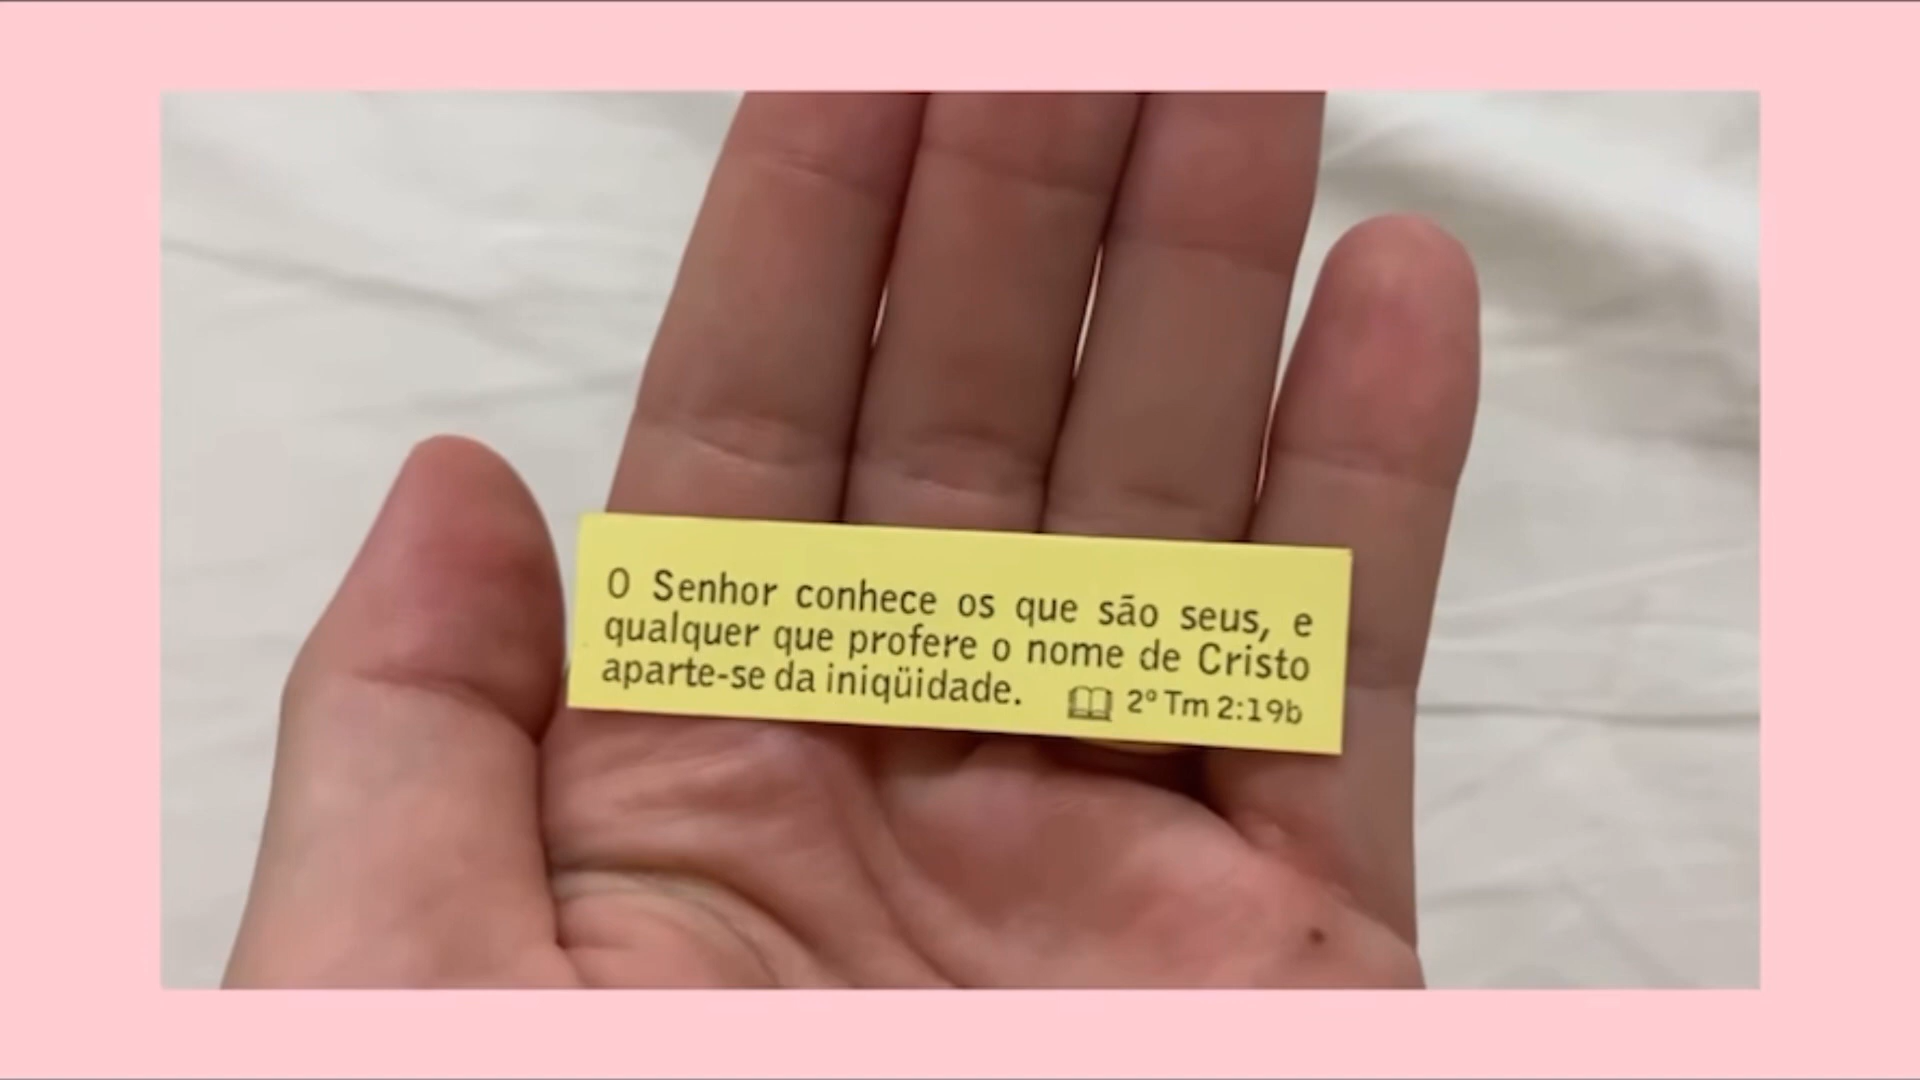 O Senhor conhece os que são seus, e
qualquer que profere o nome de Cristo
aparte-se da iniqüidade.
2º Tm 2:19b